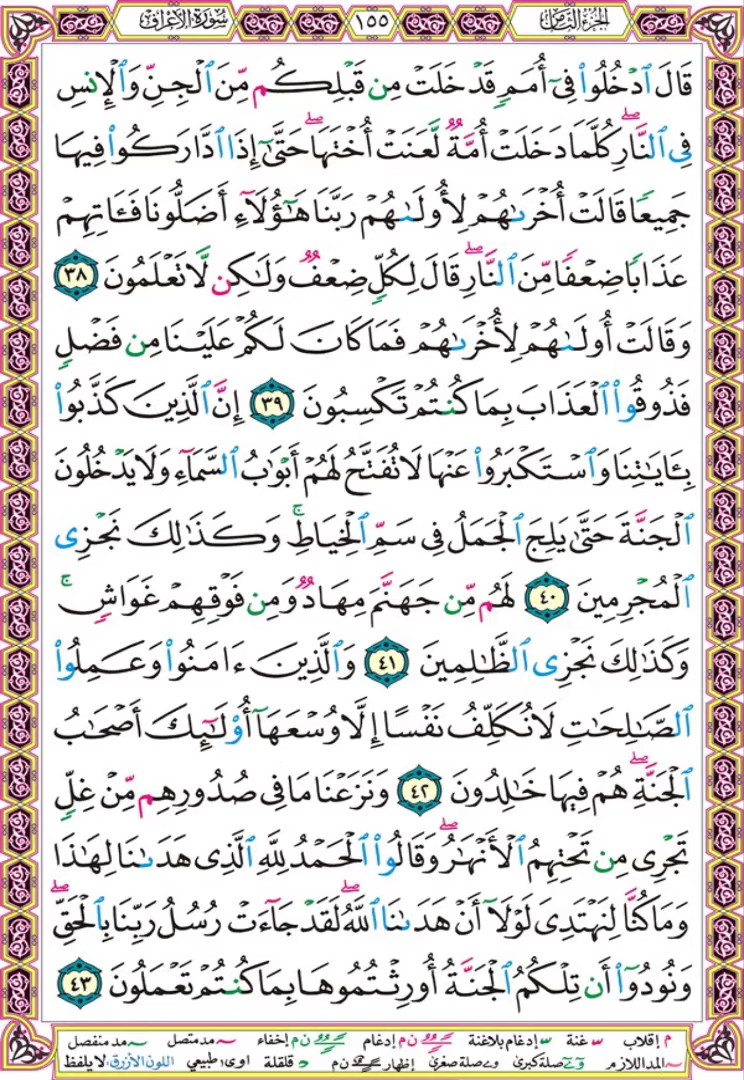 الجزء الثامن ١٥٥ سورة الأعراف
قَالَ ٱدْخُلُوا۟ فِىٓ أُمَمٍ قَدْ خَلَتْ مِن قَبْلِكُم مِّنَ ٱلْجِنِّ وَٱلْإِنسِ
فِى ٱلنَّارِ ۖ كُلَّمَا دَخَلَتْ أُمَّةٌ لَّعَنَتْ أُخْتَهَا ۖ حَتَّىٰٓ إِذَا ٱدَّارَكُوا۟ فِيهَا
جَمِيعًا قَالَتْ أُخْرَىٰهُمْ لِأُولَىٰهُمْ رَبَّنَا هَـٰٓؤُلَآءِ أَضَلُّونَا فَـَٔاتِهِمْ
عَذَابًا ضِعْفًا مِّنَ ٱلنَّارِ ۖ قَالَ لِكُلٍّ ضِعْفٌ وَلَـٰكِن لَّا تَعْلَمُونَ ٣٨
وَقَالَتْ أُولَىٰهُمْ لِأُخْرَىٰهُمْ فَمَا كَانَ لَكُمْ عَلَيْنَا مِن فَضْلٍ
فَذُوقُوا۟ ٱلْعَذَابَ بِمَا كُنتُمْ تَكْسِبُونَ ٣٩ إِنَّ ٱلَّذِينَ كَذَّبُوا۟
بِـَٔايَـٰتِنَا وَٱسْتَكْبَرُوا۟ عَنْهَا لَا تُفَتَّحُ لَهُمْ أَبْوَٰبُ ٱلسَّمَآءِ وَلَا يَدْخُلُونَ
ٱلْجَنَّةَ حَتَّىٰ يَلِجَ ٱلْجَمَلُ فِى سَمِّ ٱلْخِيَاطِ ۚ وَكَذَٰلِكَ نَجْزِى
ٱلْمُجْرِمِينَ ٤٠ لَهُم مِّن جَهَنَّمَ مِهَادٌ وَمِن فَوْقِهِمْ غَوَاشٍ ۚ
وَكَذَٰلِكَ نَجْزِى ٱلظَّـٰلِمِينَ ٤١ وَٱلَّذِينَ ءَامَنُوا۟ وَعَمِلُوا۟
ٱلصَّـٰلِحَـٰتِ لَا نُكَلِّفُ نَفْسًا إِلَّا وُسْعَهَآ أُو۟لَـٰٓئِكَ أَصْحَـٰبُ
ٱلْجَنَّةِ ۖ هُمْ فِيهَا خَـٰلِدُونَ ٤٢ وَنَزَعْنَا مَا فِى صُدُورِهِم مِّنْ غِلٍّ
تَجْرِى مِن تَحْتِهِمُ ٱلْأَنْهَـٰرُ ۖ وَقَالُوا۟ ٱلْحَمْدُ لِلَّهِ ٱلَّذِى هَدَىٰنَا لِهَـٰذَا
وَمَا كُنَّا لِنَهْتَدِىَ لَوْلَآ أَنْ هَدَىٰنَا ٱللَّهُ ۖ لَقَدْ جَآءَتْ رُسُلُ رَبِّنَا بِٱلْحَقِّ ۖ
وَنُودُوٓا۟ أَن تِلْكُمُ ٱلْجَنَّةُ أُورِثْتُمُوهَا بِمَا كُنتُمْ تَعْمَلُونَ ٤٣
م إقلاب غنة إدغام بلاغنة ن م إدغام ن م إخفاء مد متصل مد منفصل
المد اللازم صلة كبرى صلة صغرى إظهار ن م قلقلة طبيعي اللون الأزرق، لا يلفظ